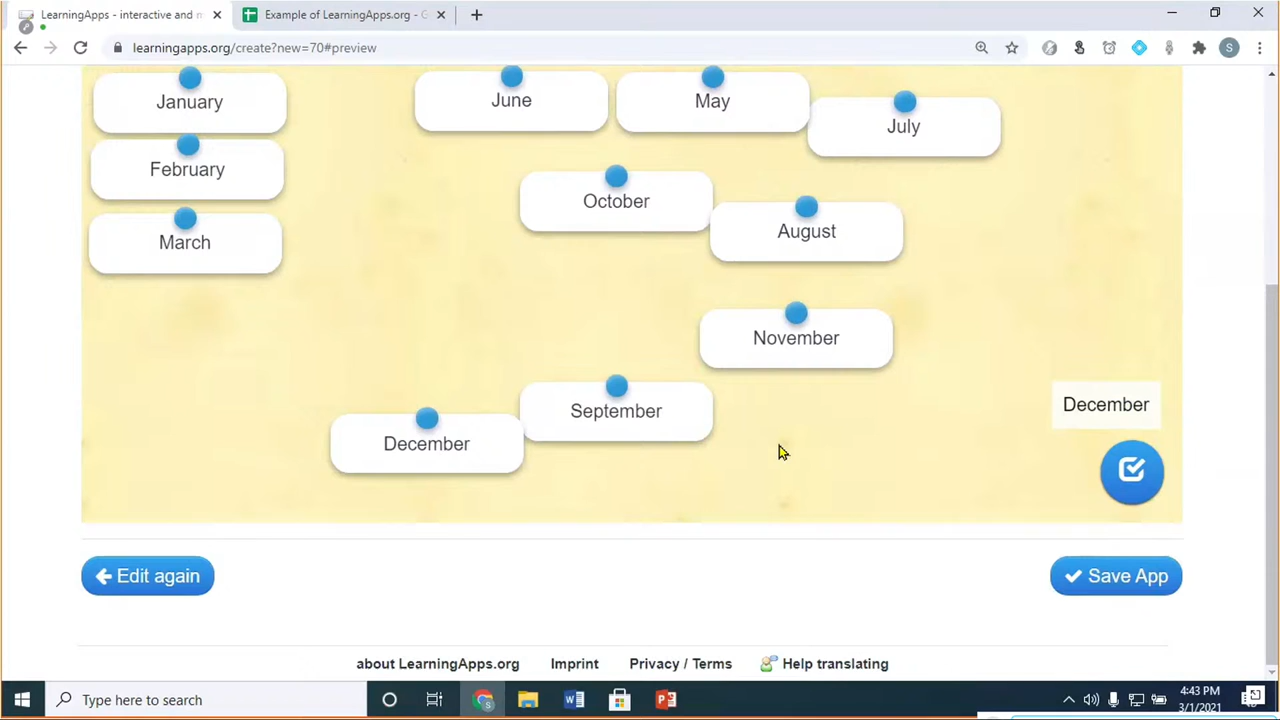 LearningApps - interactive and m
Example of LearningApps.org - G
learningapps.org/create?new=70#preview
S
January
June
May
July
February
October
August
March
November
September
December
December
Edit again
Save App
about LearningApps.org
Imprint
Privacy / Terms
Help translating
Type here to search
4:43 PM
3/1/2021